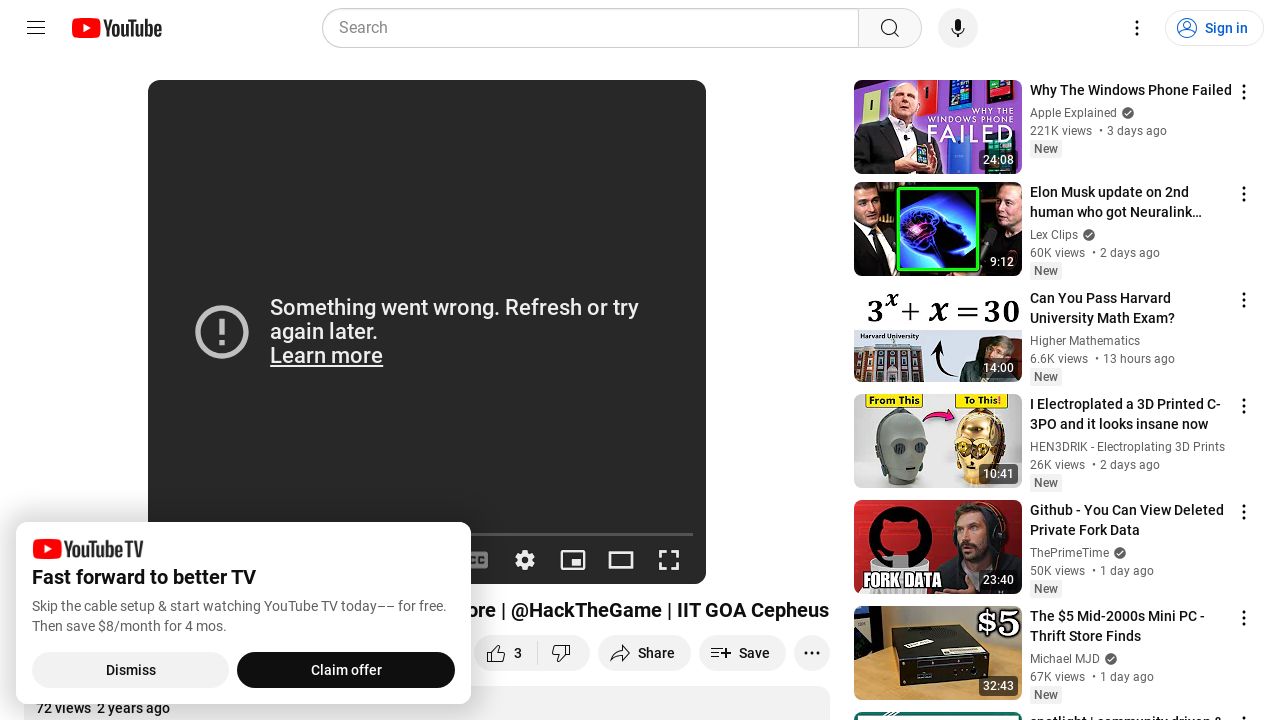 YouTube
Search
Sign in
Something went wrong. Refresh or try
again later.
Learn more
CC
YouTube TV
Fast forward to better TV
Skip the cable setup & start watching YouTube TV today–– for free.
Then save $8/month for 4 mos.
Dismiss
Claim offer
ore | @HackTheGame | IIT GOA Cepheus
3
Share
Save
72 views 2 years ago
WHY THE
WINDOWS PHONE
FAILED
24:08
Why The Windows Phone Failed
Apple Explained
221K views • 3 days ago
New
9:12
Elon Musk update on 2nd
human who got Neuralink…
Lex Clips
60K views • 2 days ago
New
3ˣ + x = 30
Harvard University
14:00
Can You Pass Harvard
University Math Exam?
Higher Mathematics
6.6K views • 13 hours ago
New
From This
To This!
10:41
I Electroplated a 3D Printed C-
3PO and it looks insane now
HEN3DRIK - Electroplating 3D Prints
26K views • 2 days ago
New
FORK DATA
23:40
Github - You Can View Deleted
Private Fork Data
ThePrimeTime
50K views • 1 day ago
New
$5
32:43
The $5 Mid-2000s Mini PC -
Thrift Store Finds
Michael MJD
67K views • 1 day ago
New
spotlight | community driven &